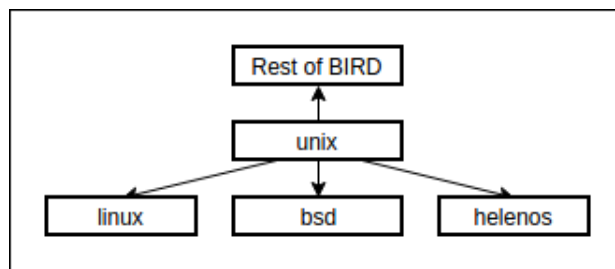 Rest of BIRD
unix
linux
bsd
helenos